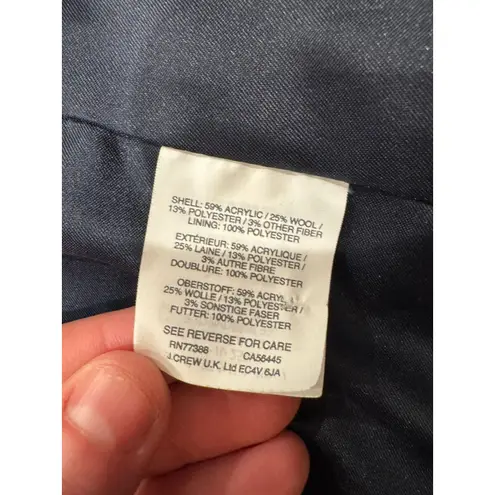 SHELL: 59% ACRYLIC / 25% WOOL /
13% POLYESTER / 3% OTHER FIBER
LINING: 100% POLYESTER
EXTÉRIEUR: 59% ACRYLIQUE /
25% LAINE / 13% POLYESTER /
3% AUTRE FIBRE
DOUBLURE: 100% POLYESTER
OBERSTOFF: 59% ACRYL /
25% WOLLE / 13% POLYESTER /
3% SONSTIGE FASER
FUTTER: 100% POLYESTER
SEE REVERSE FOR CARE
RN77388 CA56445
J.CREW U.K. Ltd EC4V 6JA